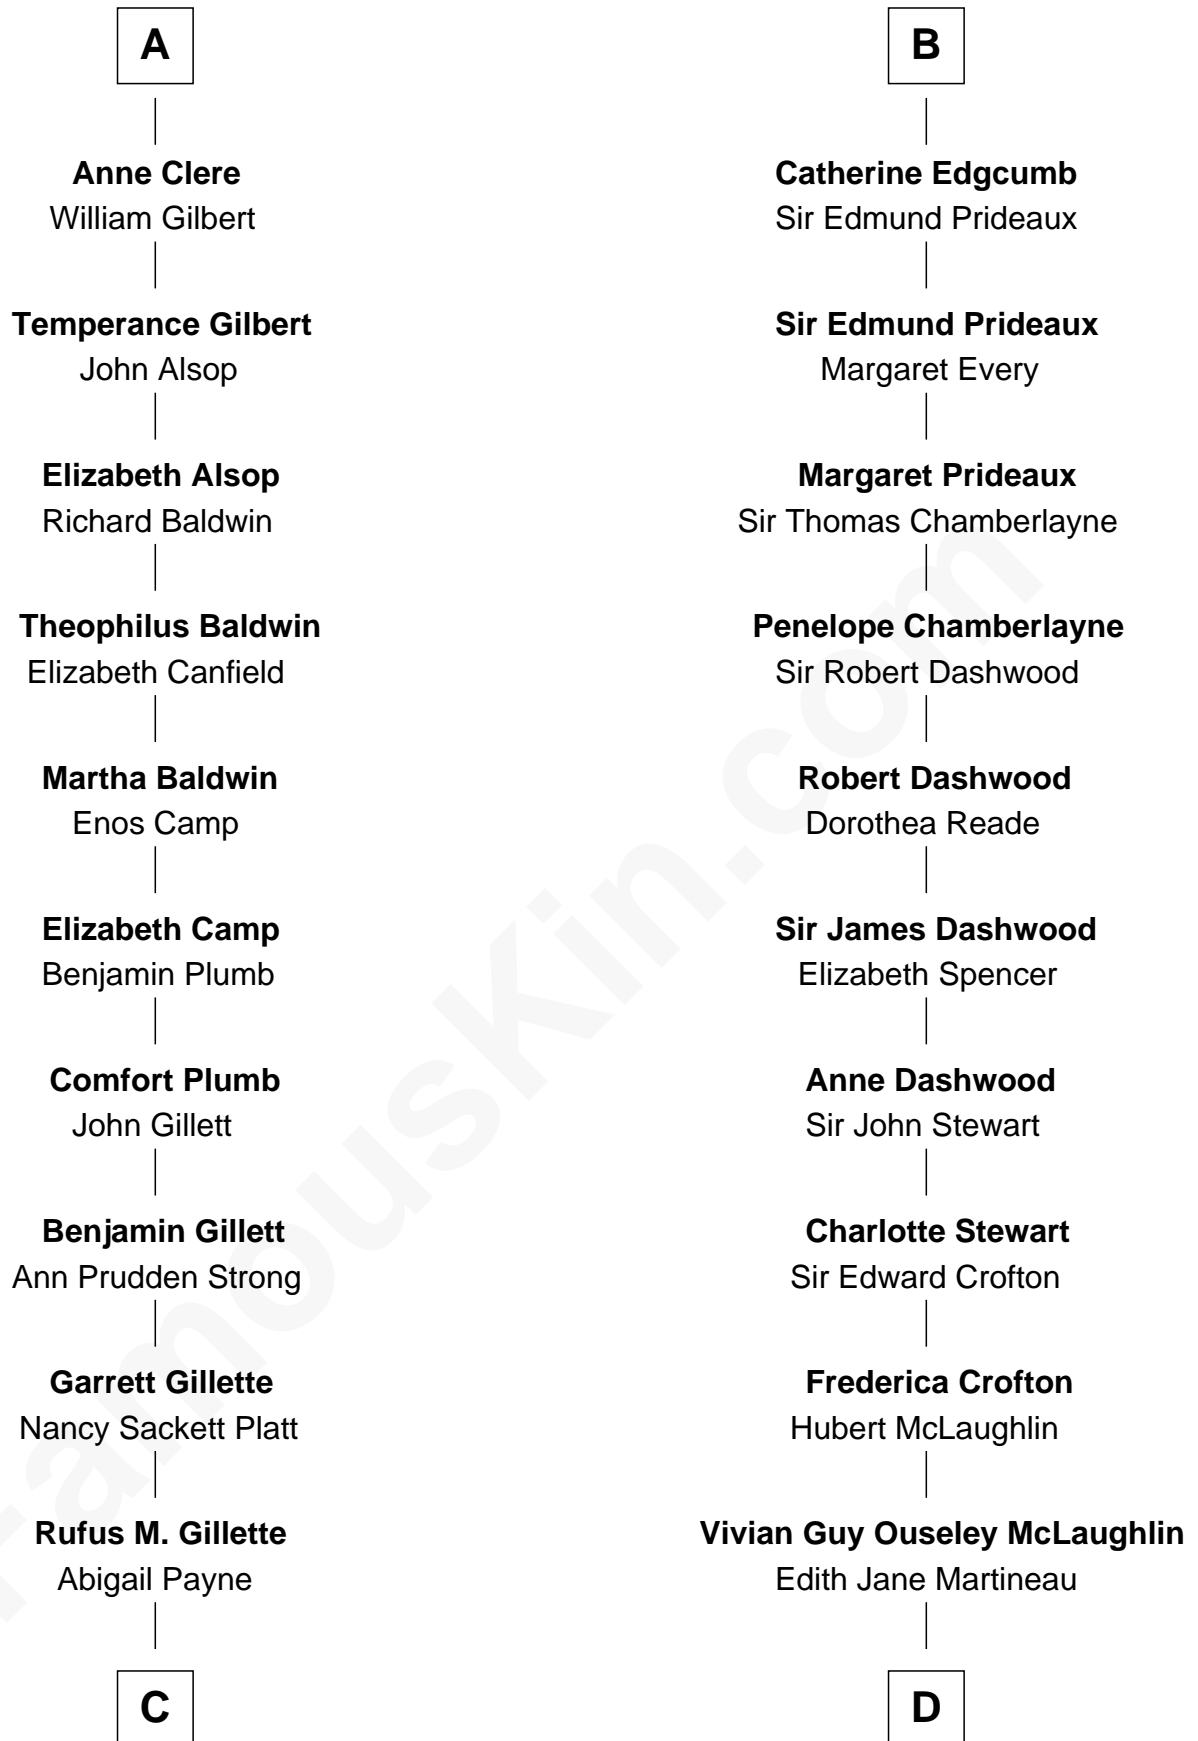 A
Anne Clere
William Gilbert
Temperance Gilbert
John Alsop
Elizabeth Alsop
Richard Baldwin
Theophilus Baldwin
Elizabeth Canfield
Martha Baldwin
Enos Camp
Elizabeth Camp
Benjamin Plumb
Comfort Plumb
John Gillett
Benjamin Gillett
Ann Prudden Strong
Garrett Gillette
Nancy Sackett Platt
Rufus M. Gillette
Abigail Payne
C
B
Catherine Edgcumb
Sir Edmund Prideaux
Sir Edmund Prideaux
Margaret Every
Margaret Prideaux
Sir Thomas Chamberlayne
Penelope Chamberlayne
Sir Robert Dashwood
Robert Dashwood
Dorothea Reade
Sir James Dashwood
Elizabeth Spencer
Anne Dashwood
Sir John Stewart
Charlotte Stewart
Sir Edward Crofton
Frederica Crofton
Hubert McLaughlin
Vivian Guy Ouseley McLaughlin
Edith Jane Martineau
D
FamousKin.com